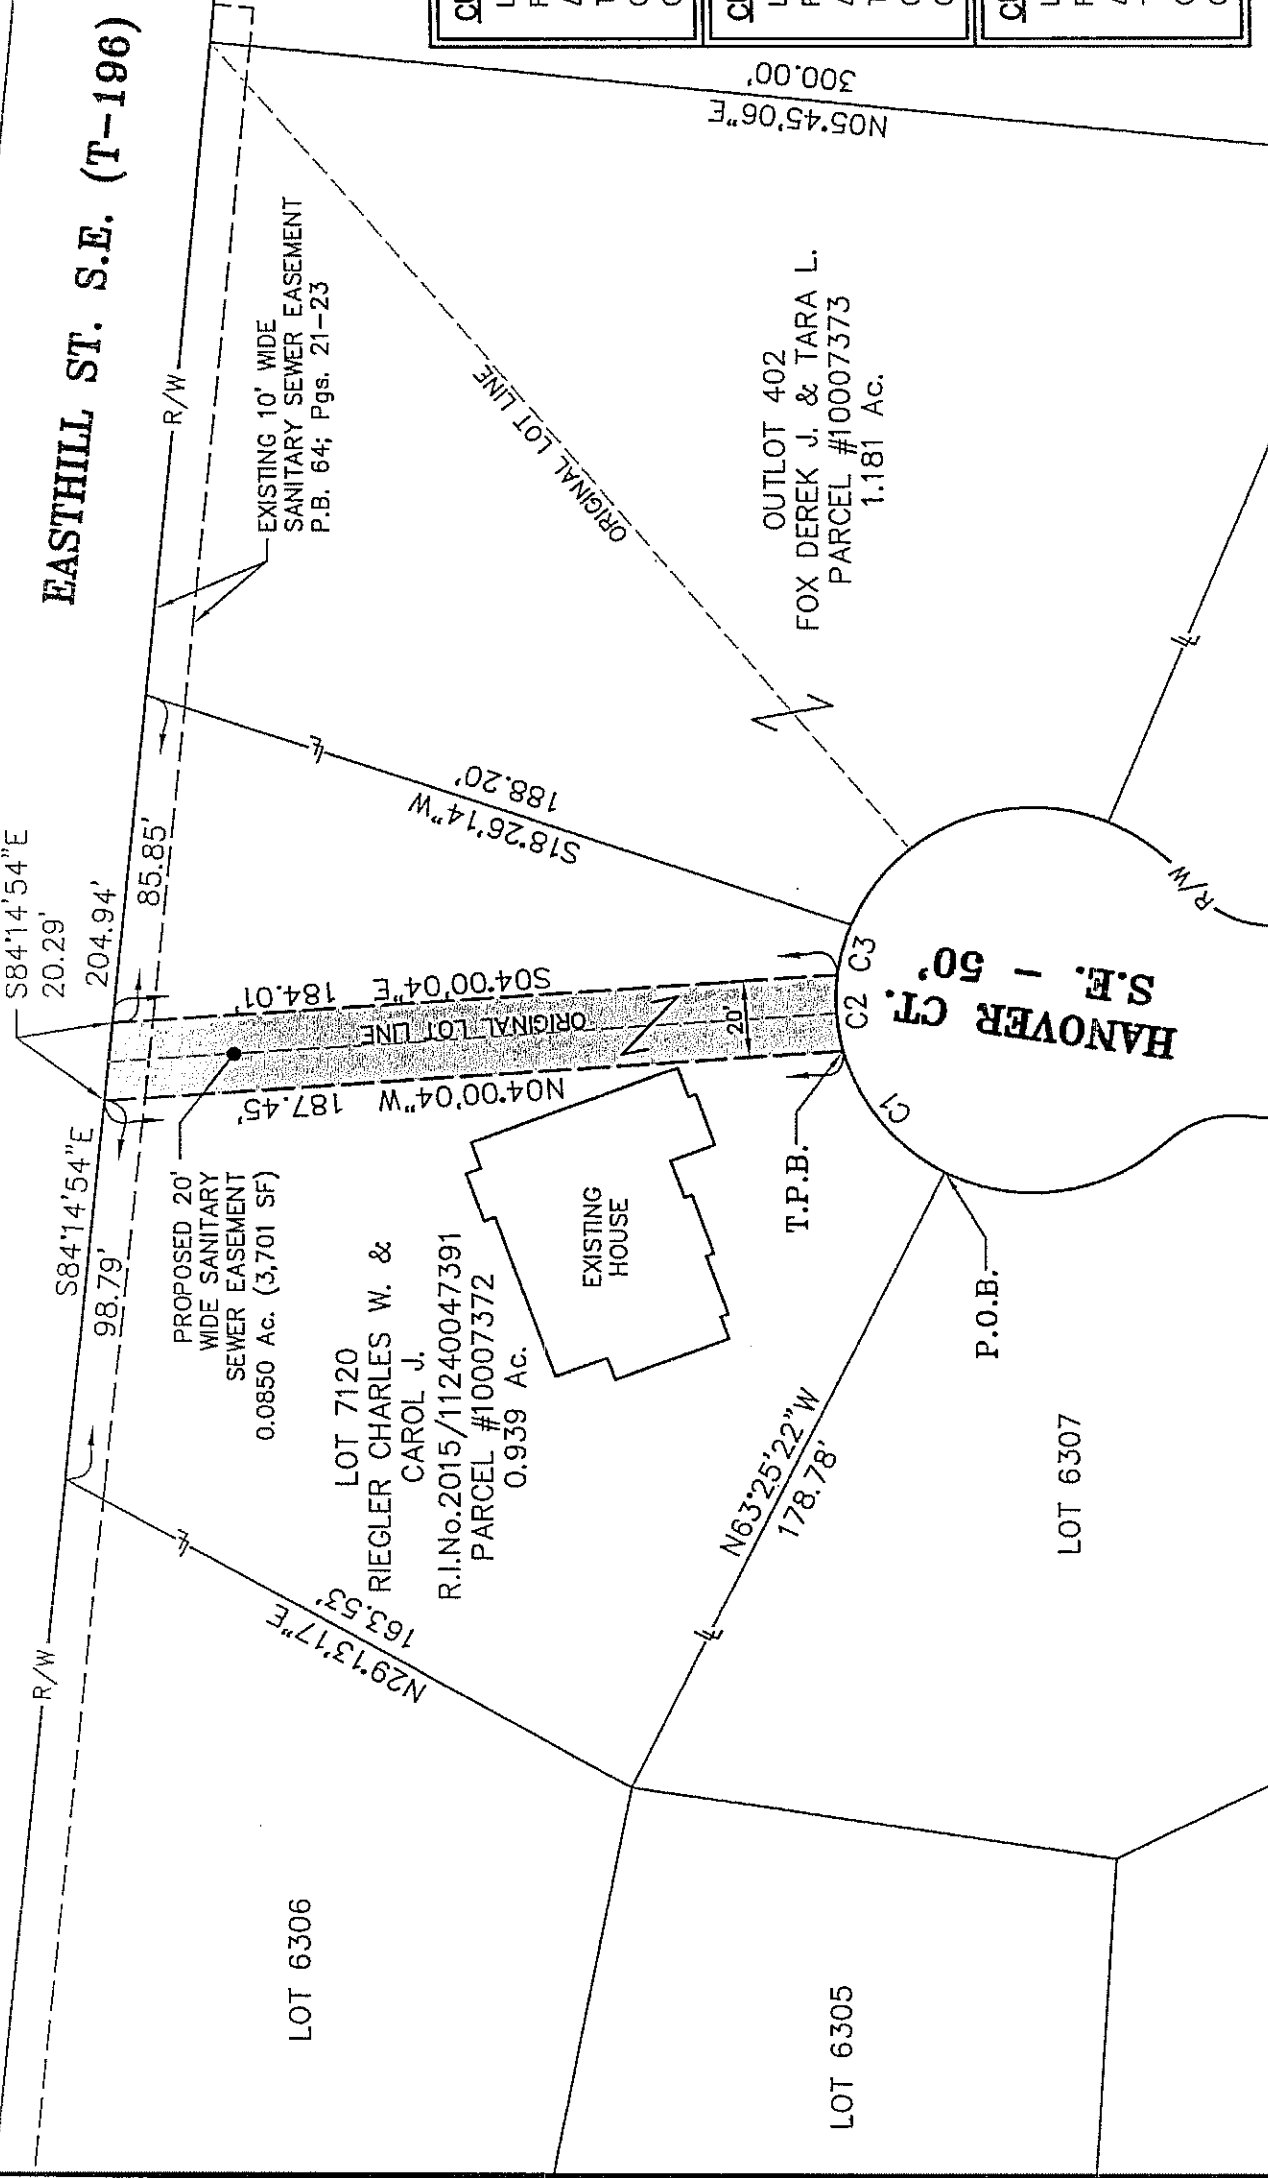 EASTHILL ST. S.E. (T-196)
R/W
EXISTING 10' WIDE
SANITARY SEWER EASEMENT
P.B. 64; Pgs. 21-23
S84°14'54"E
20.29'
204.94'
85.85'
N05°45'06"E
300.00'
ORIGINAL LOT LINE
OUTLOT 402
FOX DEREK J. & TARA L.
PARCEL #10007373
1.181 Ac.
S18°26'14"W
188.20'
S04°00'04"E 184.01'
ORIGINAL LOT LINE
20'
N04°00'04"W 187.45'
S84°14'54"E
98.79'
PROPOSED 20'
WIDE SANITARY
SEWER EASEMENT
0.0850 Ac. (3,701 SF)
LOT 7120
RIEGLER CHARLES W. &
CAROL J.
R.I.No.2015/11240047391
PARCEL #10007372
0.939 Ac.
EXISTING
HOUSE
T.P.B.
P.O.B.
C1
C2
C3
HANOVER CT.
S.E. - 50'
R/W
R/W
N29°13'17"E
163.53'
N63°25'22"W
178.78'
LOT 6307
LOT 6306
LOT 6305